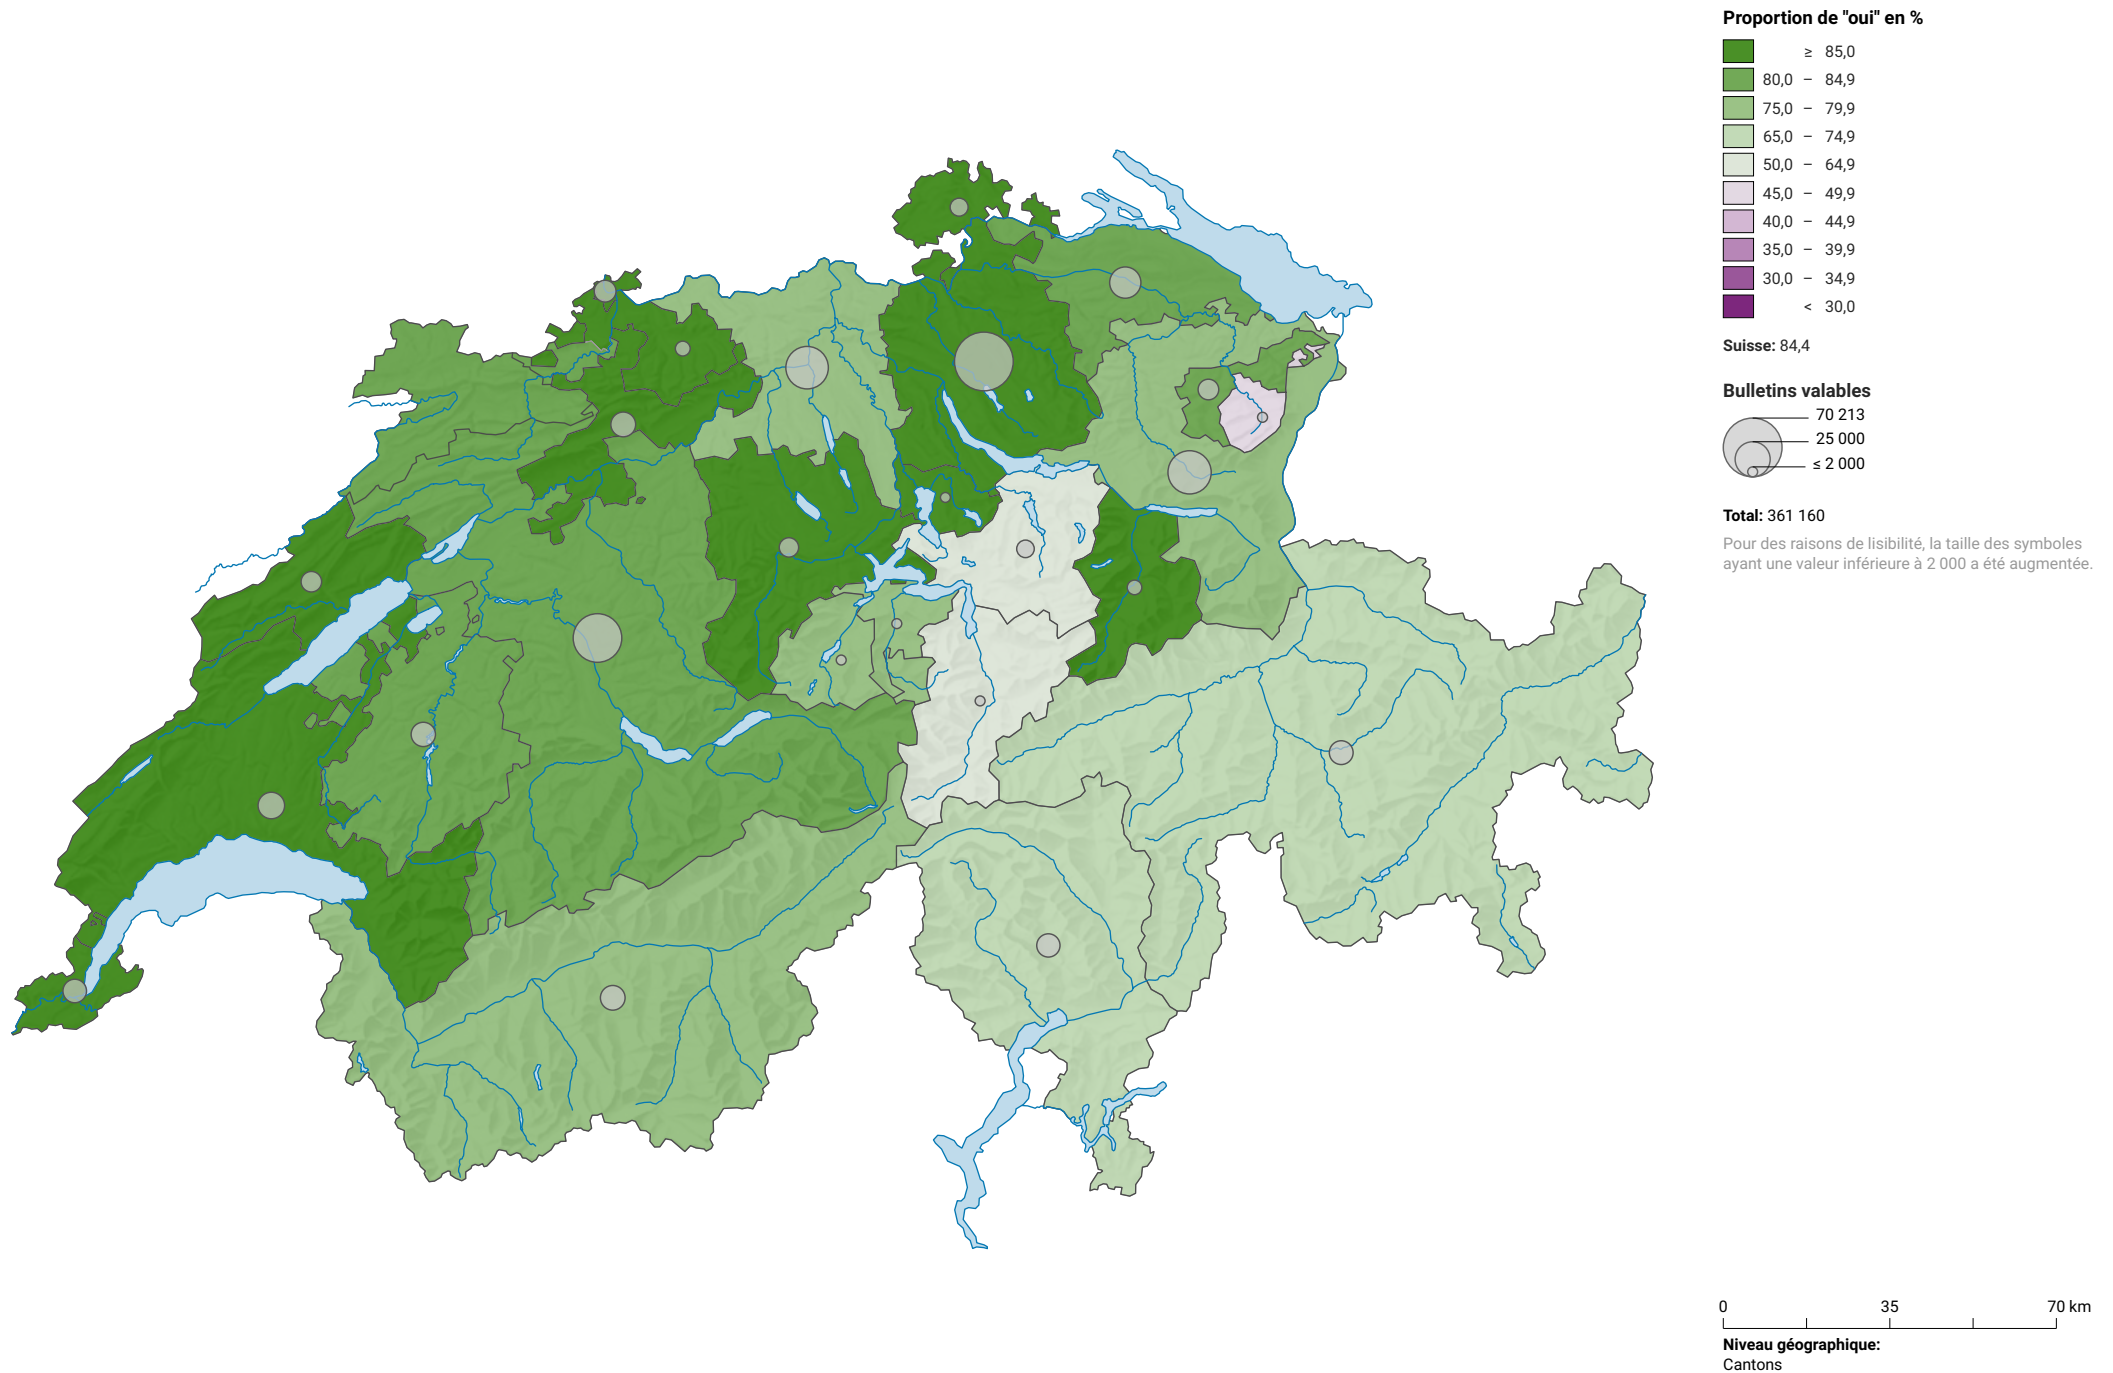 Proportion de "oui" en %
≥ 85,0
80,0 – 84,9
75,0 – 79,9
65,0 – 74,9
50,0 – 64,9
45,0 – 49,9
40,0 – 44,9
35,0 – 39,9
30,0 – 34,9
< 30,0
Suisse: 84,4
Bulletins valables
70 213
25 000
≤ 2 000
Total: 361 160
Pour des raisons de lisibilité, la taille des symboles
ayant une valeur inférieure à 2 000 a été augmentée.
0 35 70 km
Niveau géographique:
Cantons